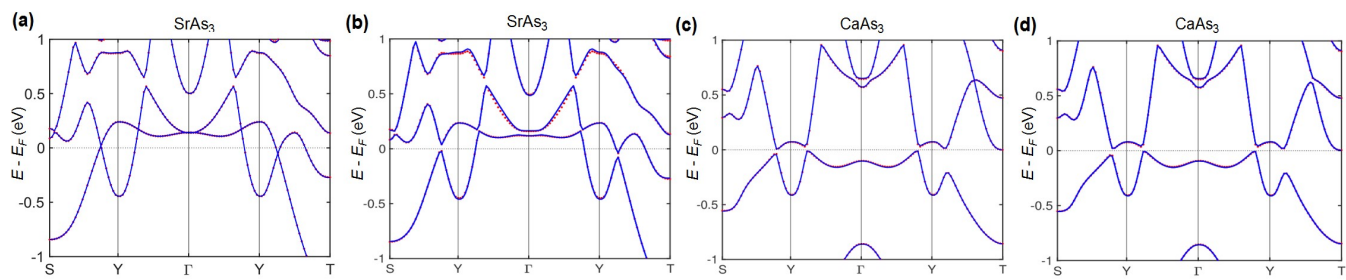 (a) SrAs3
E - EF (eV)
1
0.5
0
-0.5
-1
S Y Γ Y T
(b) SrAs3
E - EF (eV)
1
0.5
0
-0.5
-1
S Y Γ Y T
(c) CaAs3
E - EF (eV)
1
0.5
0
-0.5
-1
S Y Γ Y T
(d) CaAs3
E - EF (eV)
1
0.5
0
-0.5
-1
S Y Γ Y T